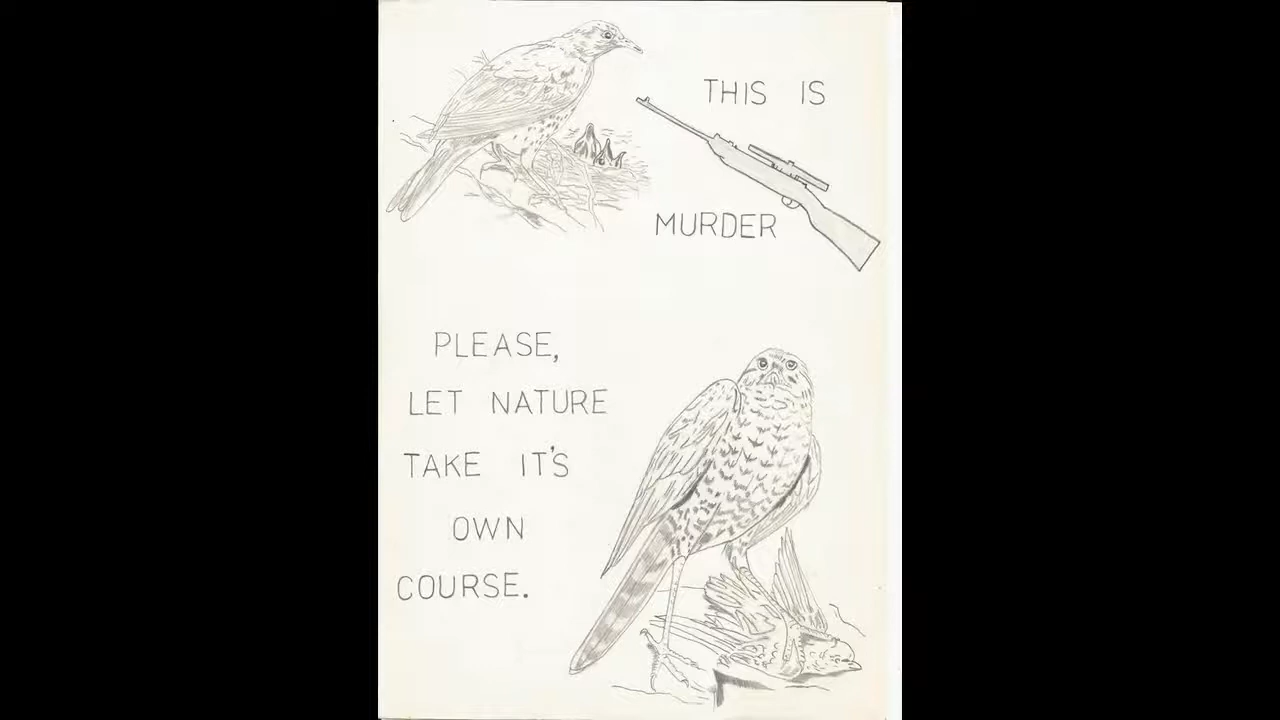 THIS IS
MURDER
PLEASE,
LET NATURE
TAKE IT'S
OWN
COURSE.